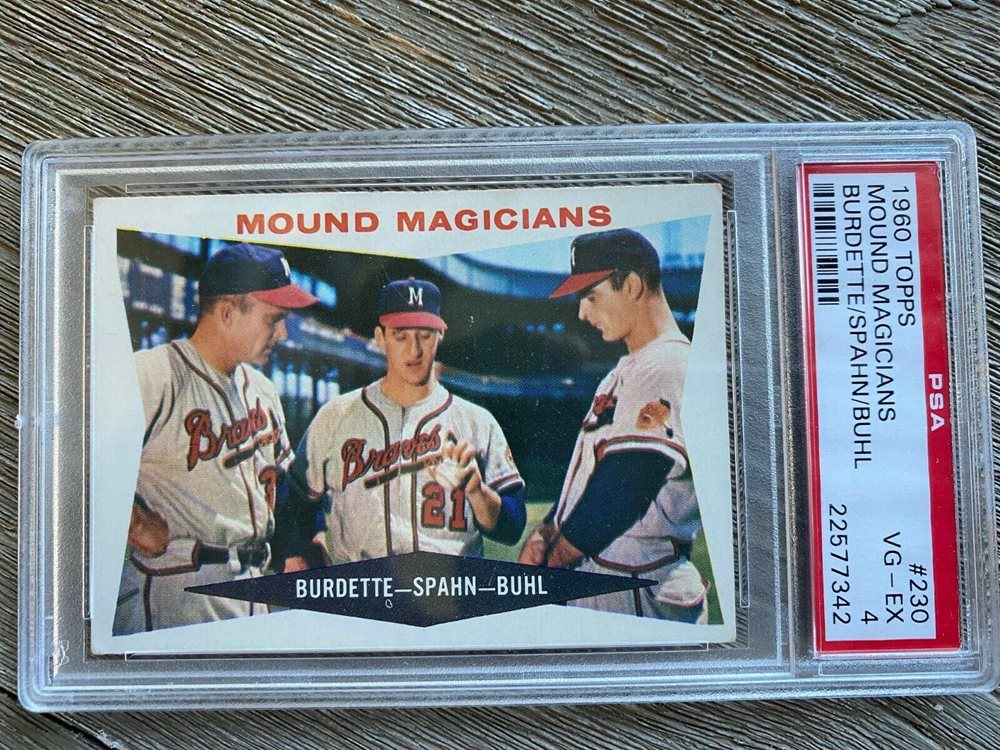 MOUND MAGICIANS
M
M
Braves
Braves
21
BURDETTE—SPAHN—BUHL
1960 TOPPS #230
MOUND MAGICIANS VG-EX 4
BURDETTE/SPAHN/BUHL 22577342
PSA